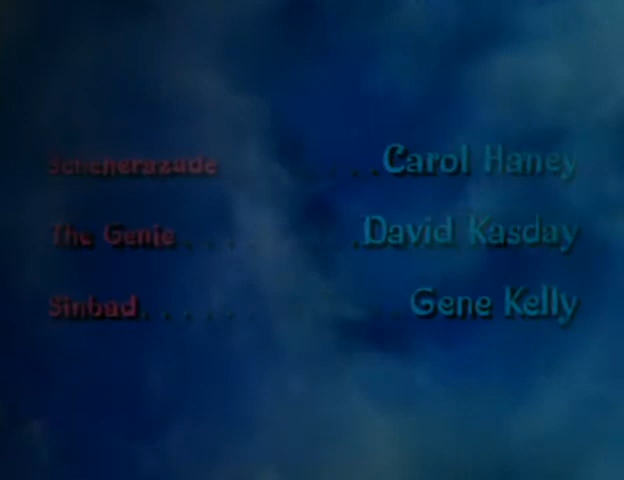 Scheherazade . . . . . . Carol Haney
The Genie . . . . . . . David Kasday
Sinbad . . . . . . . . . . Gene Kelly